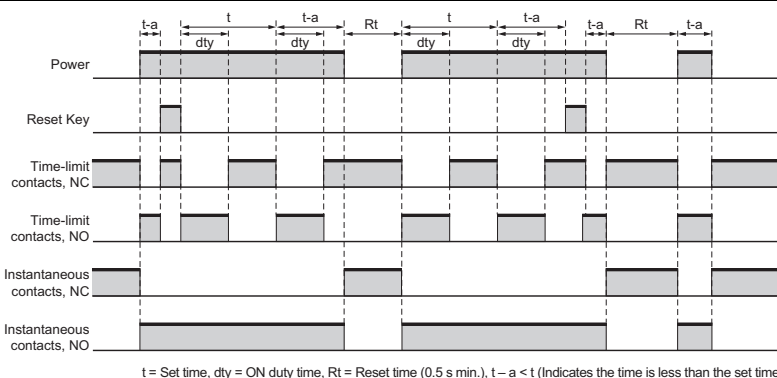 t-a t t-a Rt t t-a t-a Rt t-a
dty dty dty dty
Power
Reset Key
Time-limit
contacts, NC
Time-limit
contacts, NO
Instantaneous
contacts, NC
Instantaneous
contacts, NO
t = Set time, dty = ON duty time, Rt = Reset time (0.5 s min.), t – a < t (Indicates the time is less than the set time